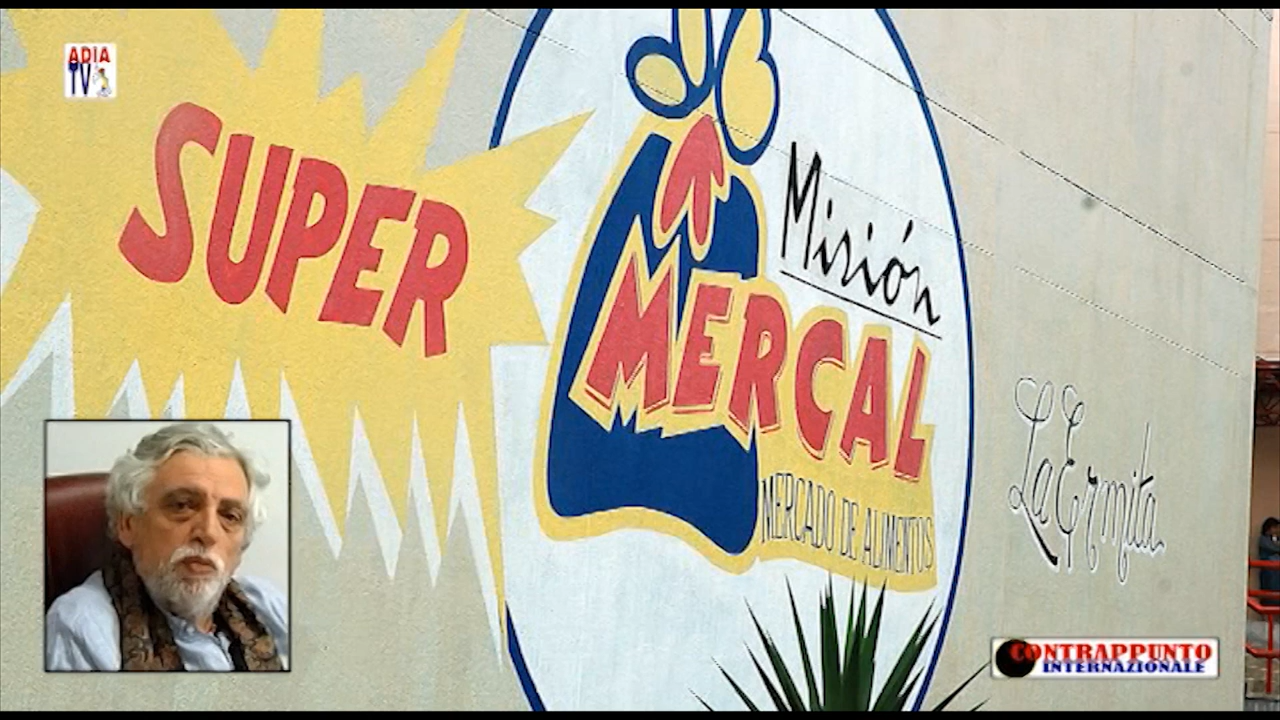 ADIA
TV
SUPER
Misión
MERCAL
MERCADO DE ALIMENTOS
La Ermita
CONTRAPPUNTO
INTERNAZIONALE